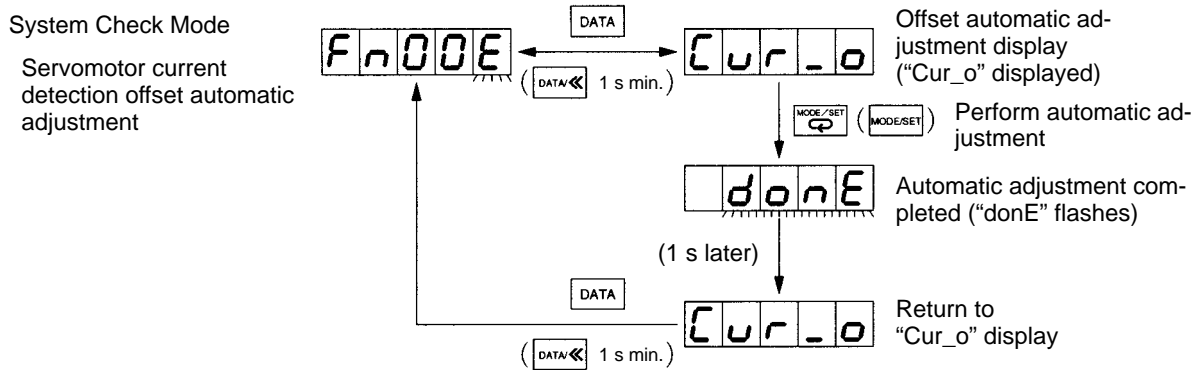 System Check Mode
Servomotor current
detection offset automatic
adjustment
Fn00E
DATA
(DATA/≪ 1 s min.)
Cur_o
Offset automatic ad-
justment display
(“Cur_o” displayed)
MODE/SET (MODE/SET)
Perform automatic ad-
justment
donE
Automatic adjustment com-
pleted (“donE” flashes)
(1 s later)
DATA
(DATA/≪ 1 s min.)
Cur_o
Return to
“Cur_o” display